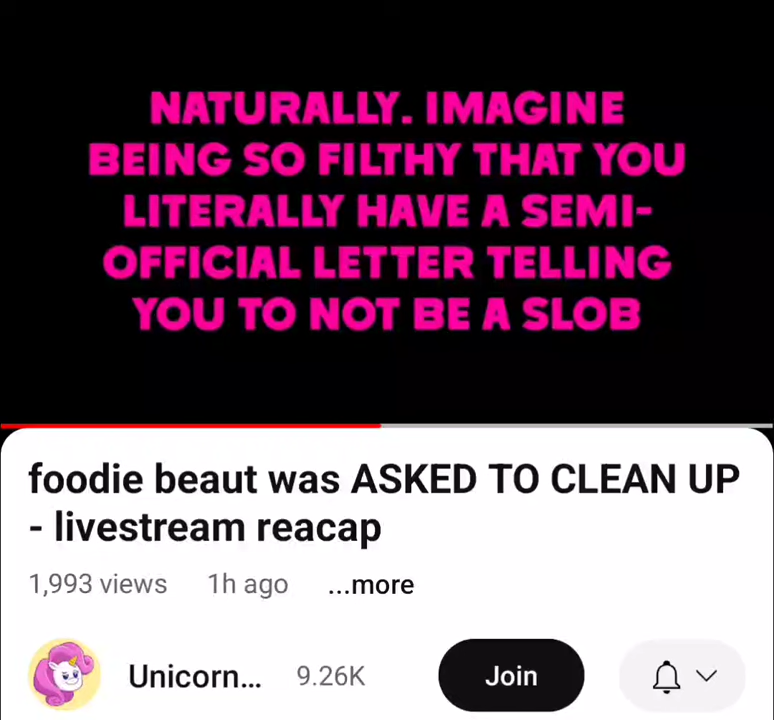 NATURALLY. IMAGINE
BEING SO FILTHY THAT YOU
LITERALLY HAVE A SEMI-
OFFICIAL LETTER TELLING
YOU TO NOT BE A SLOB
foodie beaut was ASKED TO CLEAN UP
- livestream reacap
1,993 views 1h ago ...more
Unicorn... 9.26K Join